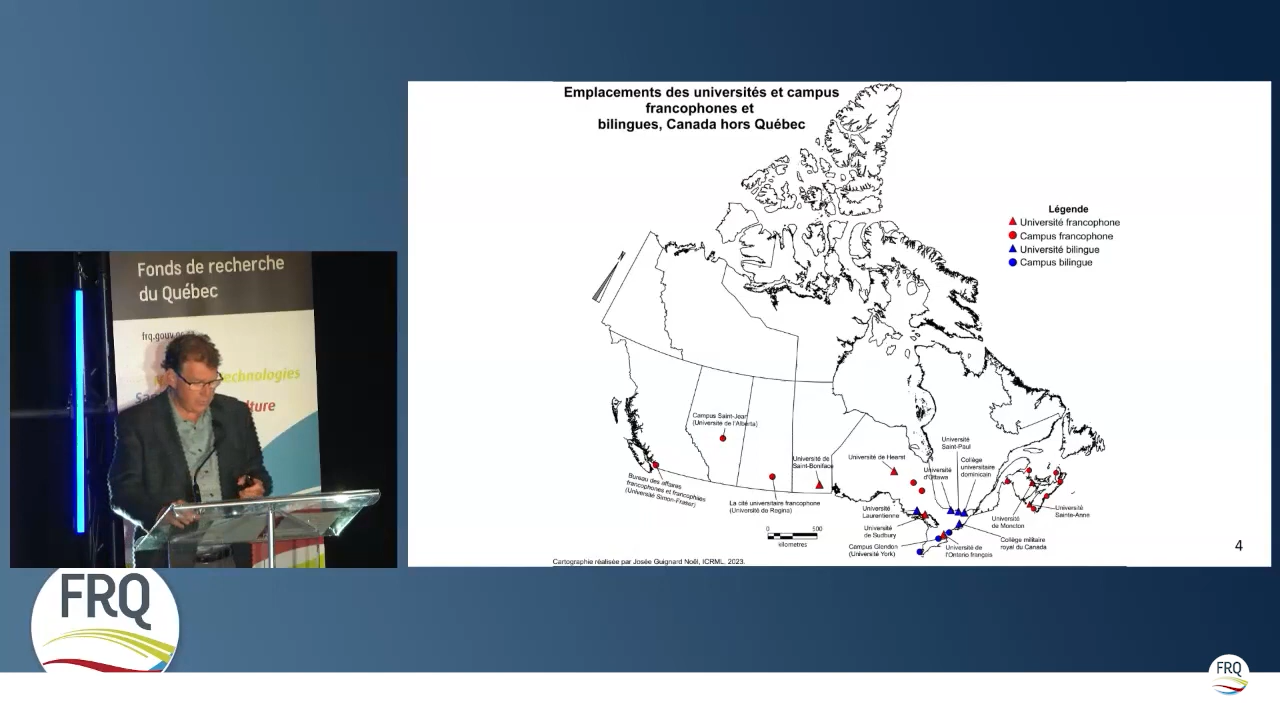 Fonds de recherche
du Québec
frq.gouv.qc
technologies
FRQ
Emplacements des universités et campus
francophones et
bilingues, Canada hors Québec
Légende
Université francophone
Campus francophone
Université bilingue
Campus bilingue
Campus Saint-Jean
(Université de l'Alberta)
Bureau des affaires
francophones et francophiles
(Université Simon-Fraser)
La cité universitaire francophone
(Université de Regina)
Université de
Saint-Boniface
Université de Hearst
Université
Saint-Paul
Université
d'Ottawa
Collège
universitaire
dominicain
Université
Laurentienne
Université
de Sudbury
Campus Glendon
(Université York)
Université de
l'Ontario français
Collège militaire
royal du Canada
Université
de Moncton
Université
Sainte-Anne
0 500
kilometres
Cartographie réalisée par Josée Guignard Noël, ICRML, 2023.
4
FRQ